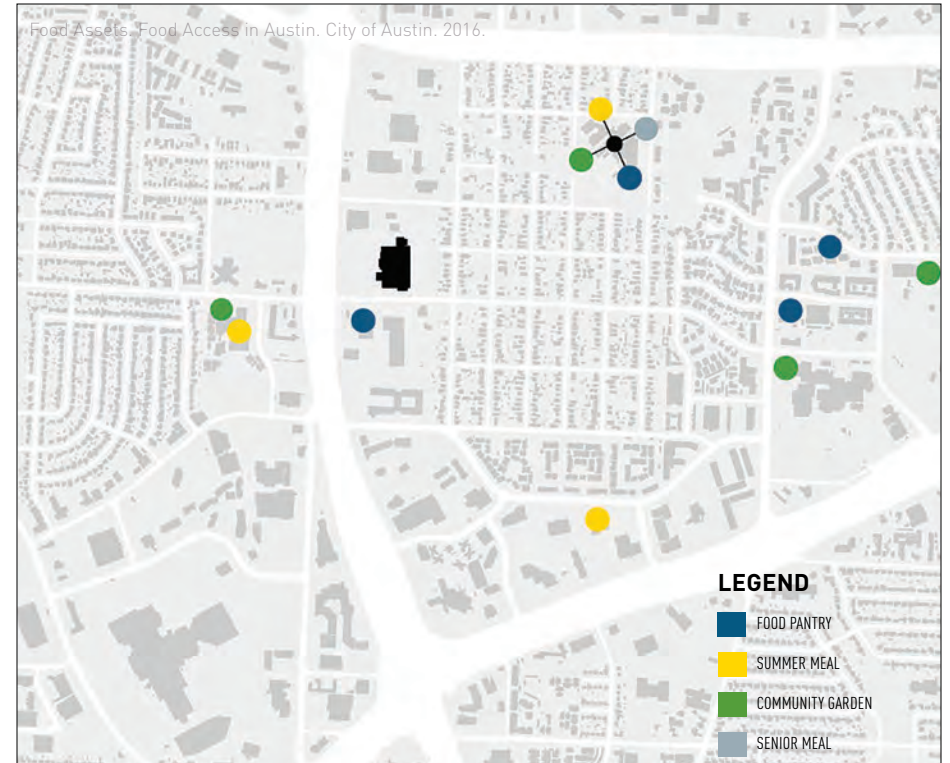 Food Assets. Food Access in Austin. City of Austin. 2016.
LEGEND
FOOD PANTRY
SUMMER MEAL
COMMUNITY GARDEN
SENIOR MEAL